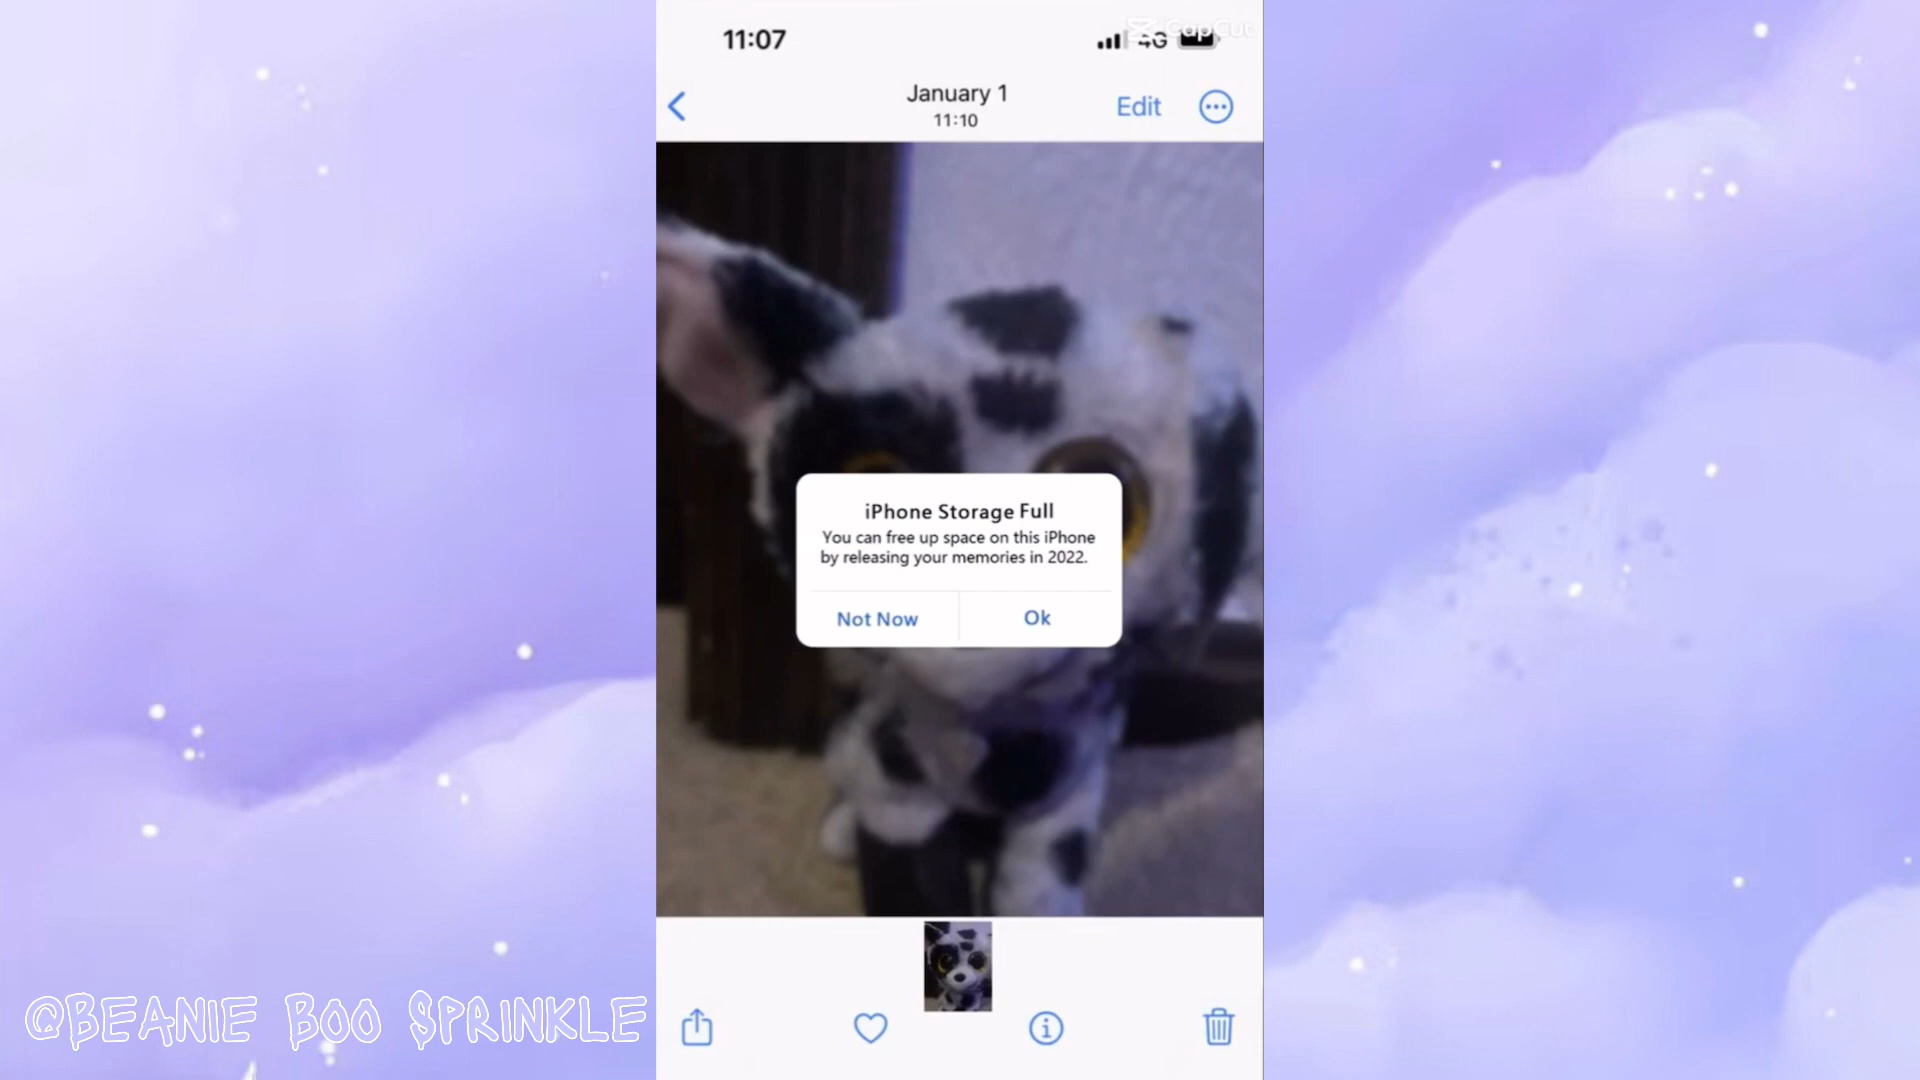 11:07
4G
CapCut
January 1
11:10
Edit
iPhone Storage Full
You can free up space on this iPhone
by releasing your memories in 2022.
Not Now
Ok
@BEANIE BOO SPRINKLE